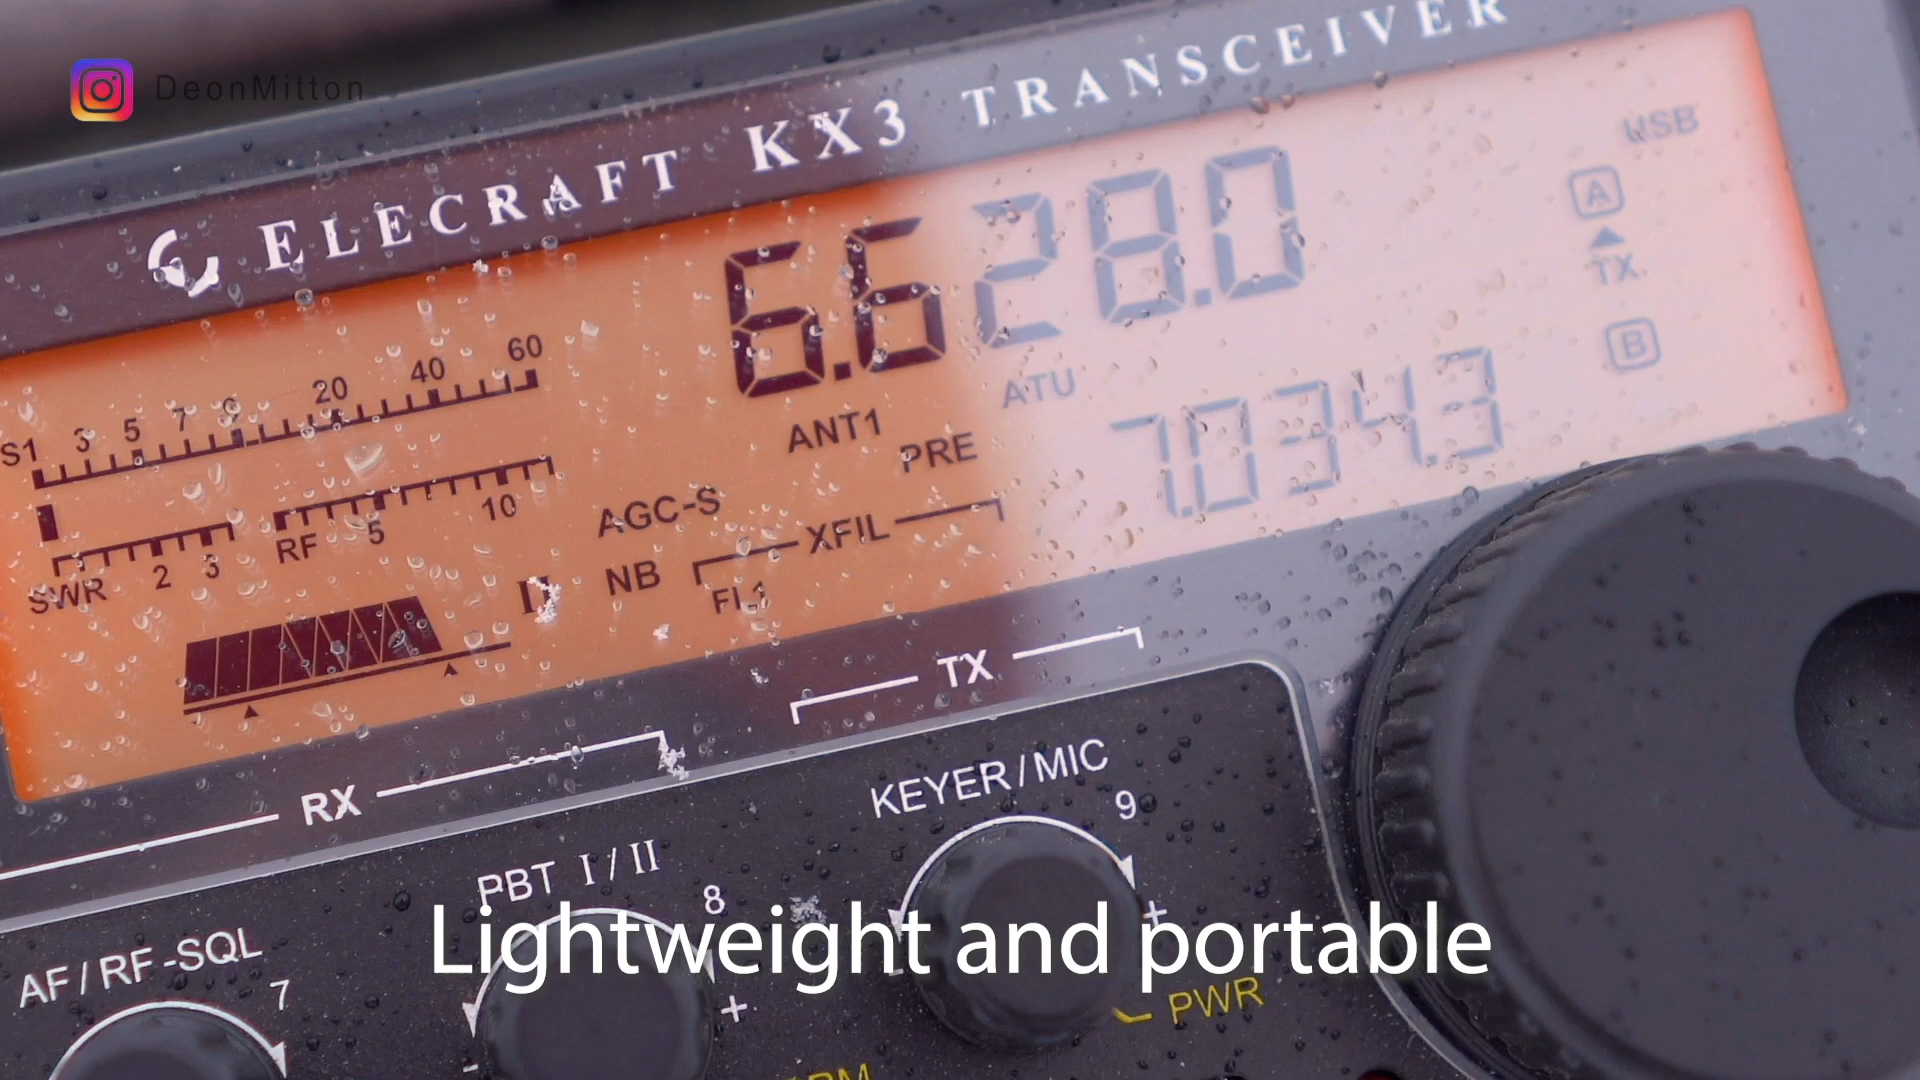 DeonMitton
ELECRAFT KX3 TRANSCEIVER
USB
6.628.0
A
TX
B
S1 3 5 7 9 20 40 60
ANT1 ATU
7.034.3
PRE
SWR 2 3 RF 5 10
AGC-S
XFIL
NB
FL1
RX
TX
KEYER/MIC
9
PBT I/II
8
+
-
PWR
AF/RF-SQL
7
+
-
Lightweight and portable